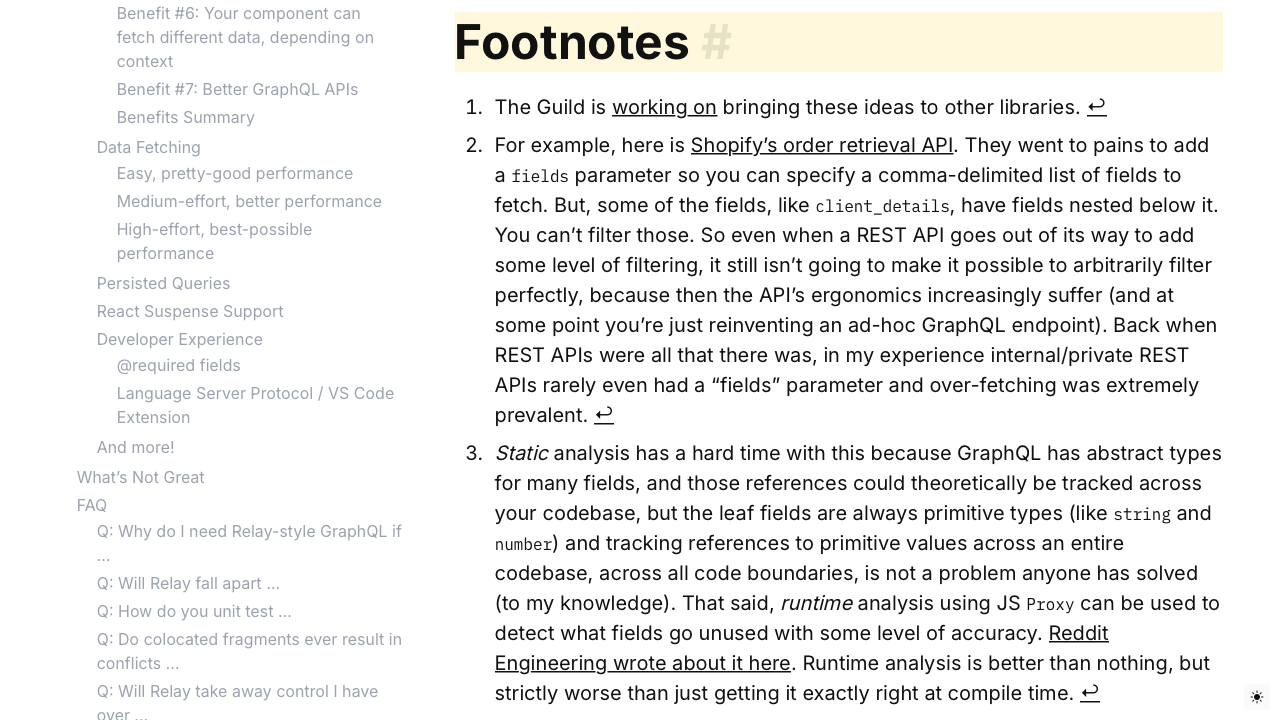 Benefit #6: Your component can
fetch different data, depending on
context
Benefit #7: Better GraphQL APIs
Benefits Summary
Data Fetching
Easy, pretty-good performance
Medium-effort, better performance
High-effort, best-possible
performance
Persisted Queries
React Suspense Support
Developer Experience
@required fields
Language Server Protocol / VS Code
Extension
And more!
What’s Not Great
FAQ
Q: Why do I need Relay-style GraphQL if
...
Q: Will Relay fall apart ...
Q: How do you unit test ...
Q: Do colocated fragments ever result in
conflicts ...
Q: Will Relay take away control I have
over ...
Footnotes #
1. The Guild is working on bringing these ideas to other libraries. ↩
2. For example, here is Shopify’s order retrieval API. They went to pains to add
a fields parameter so you can specify a comma-delimited list of fields to
fetch. But, some of the fields, like client_details, have fields nested below it.
You can’t filter those. So even when a REST API goes out of its way to add
some level of filtering, it still isn’t going to make it possible to arbitrarily filter
perfectly, because then the API’s ergonomics increasingly suffer (and at
some point you’re just reinventing an ad-hoc GraphQL endpoint). Back when
REST APIs were all that there was, in my experience internal/private REST
APIs rarely even had a “fields” parameter and over-fetching was extremely
prevalent. ↩
3. Static analysis has a hard time with this because GraphQL has abstract types
for many fields, and those references could theoretically be tracked across
your codebase, but the leaf fields are always primitive types (like string and
number) and tracking references to primitive values across an entire
codebase, across all code boundaries, is not a problem anyone has solved
(to my knowledge). That said, runtime analysis using JS Proxy can be used to
detect what fields go unused with some level of accuracy. Reddit
Engineering wrote about it here. Runtime analysis is better than nothing, but
strictly worse than just getting it exactly right at compile time. ↩